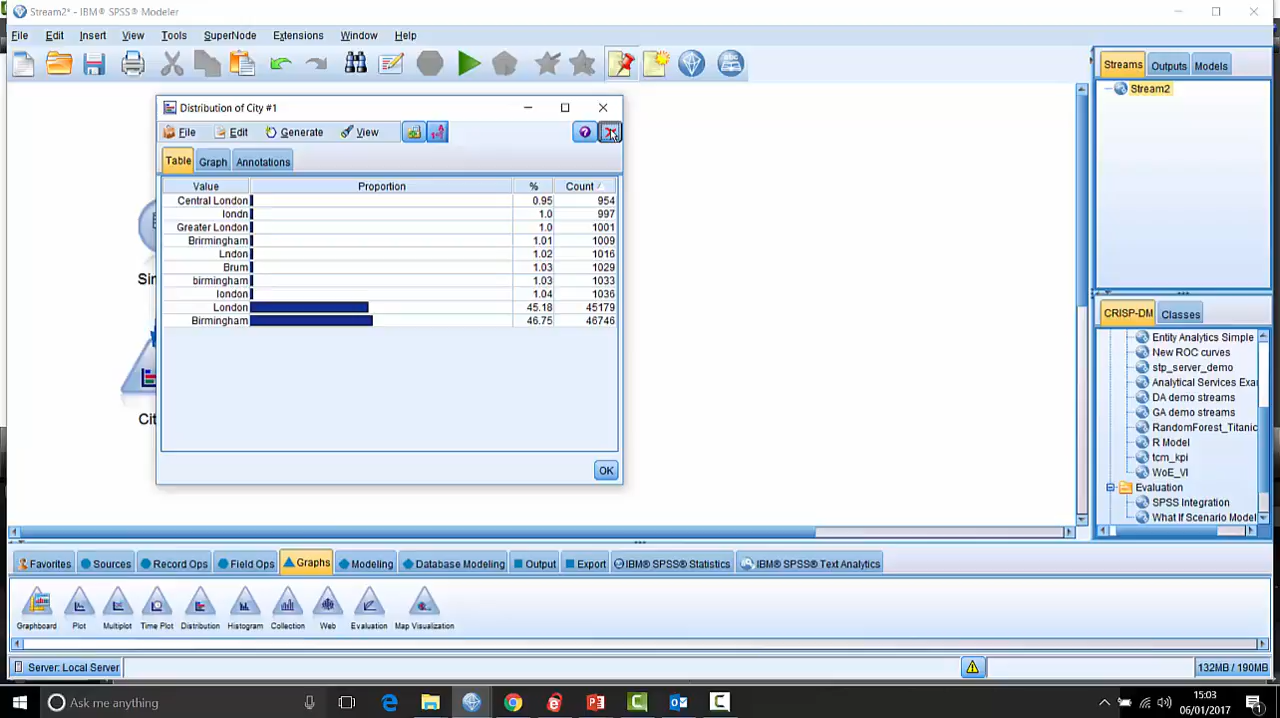 Stream2* - IBM® SPSS® Modeler
File Edit Insert View Tools SuperNode Extensions Window Help
Streams Outputs Models
Stream2
Distribution of City #1
File Edit Generate View
Table Graph Annotations
Value Proportion % Count
Central London 0.95 954
londn 1.0 997
Greater London 1.0 1001
Brirmingham 1.01 1009
Lndon 1.02 1016
Brum 1.03 1029
birmingham 1.03 1033
london 1.04 1036
London 45.18 45179
Birmingham 46.75 46746
OK
Sin
Cit
CRISP-DM Classes
Entity Analytics Simple
New ROC curves
stp_server_demo
Analytical Services Exa
DA demo streams
GA demo streams
RandomForest_Titanic
R Model
tcm_kpi
WoE_VI
Evaluation
SPSS Integration
What If Scenario Model
Favorites Sources Record Ops Field Ops Graphs Modeling Database Modeling Output Export IBM® SPSS® Statistics IBM® SPSS® Text Analytics
Graphboard Plot Multiplot Time Plot Distribution Histogram Collection Web Evaluation Map Visualization
Server: Local Server 132MB / 190MB
Ask me anything
15:03
06/01/2017